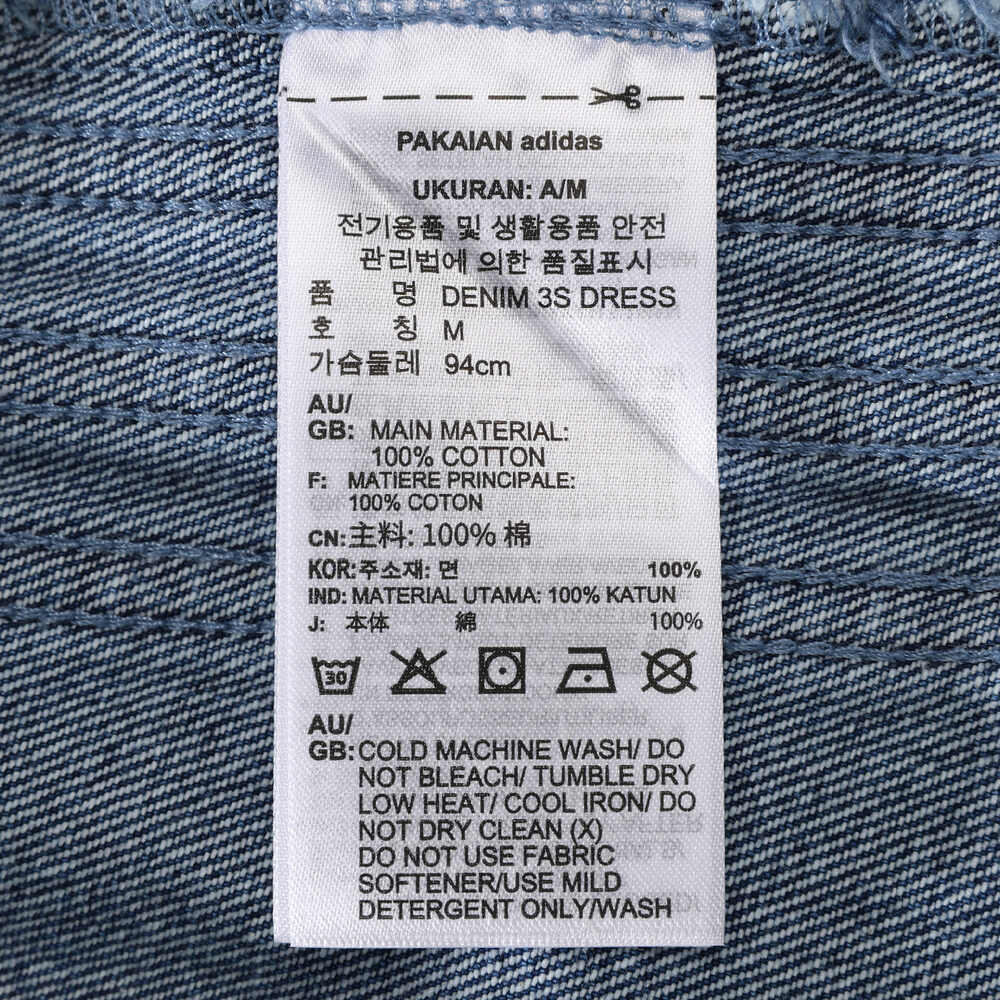 PAKAIAN adidas
UKURAN: A/M
전기용품 및 생활용품 안전
관리법에 의한 품질표시
품 명 DENIM 3S DRESS
호 칭 M
가슴둘레 94cm
AU/
GB: MAIN MATERIAL:
100% COTTON
F: MATIERE PRINCIPALE:
100% COTON
CN: 主料: 100% 棉
KOR: 주소재: 면 100%
IND: MATERIAL UTAMA: 100% KATUN
J: 本体 綿 100%
30
AU/
GB: COLD MACHINE WASH/ DO
NOT BLEACH/ TUMBLE DRY
LOW HEAT/ COOL IRON/ DO
NOT DRY CLEAN (X)
DO NOT USE FABRIC
SOFTENER/USE MILD
DETERGENT ONLY/WASH